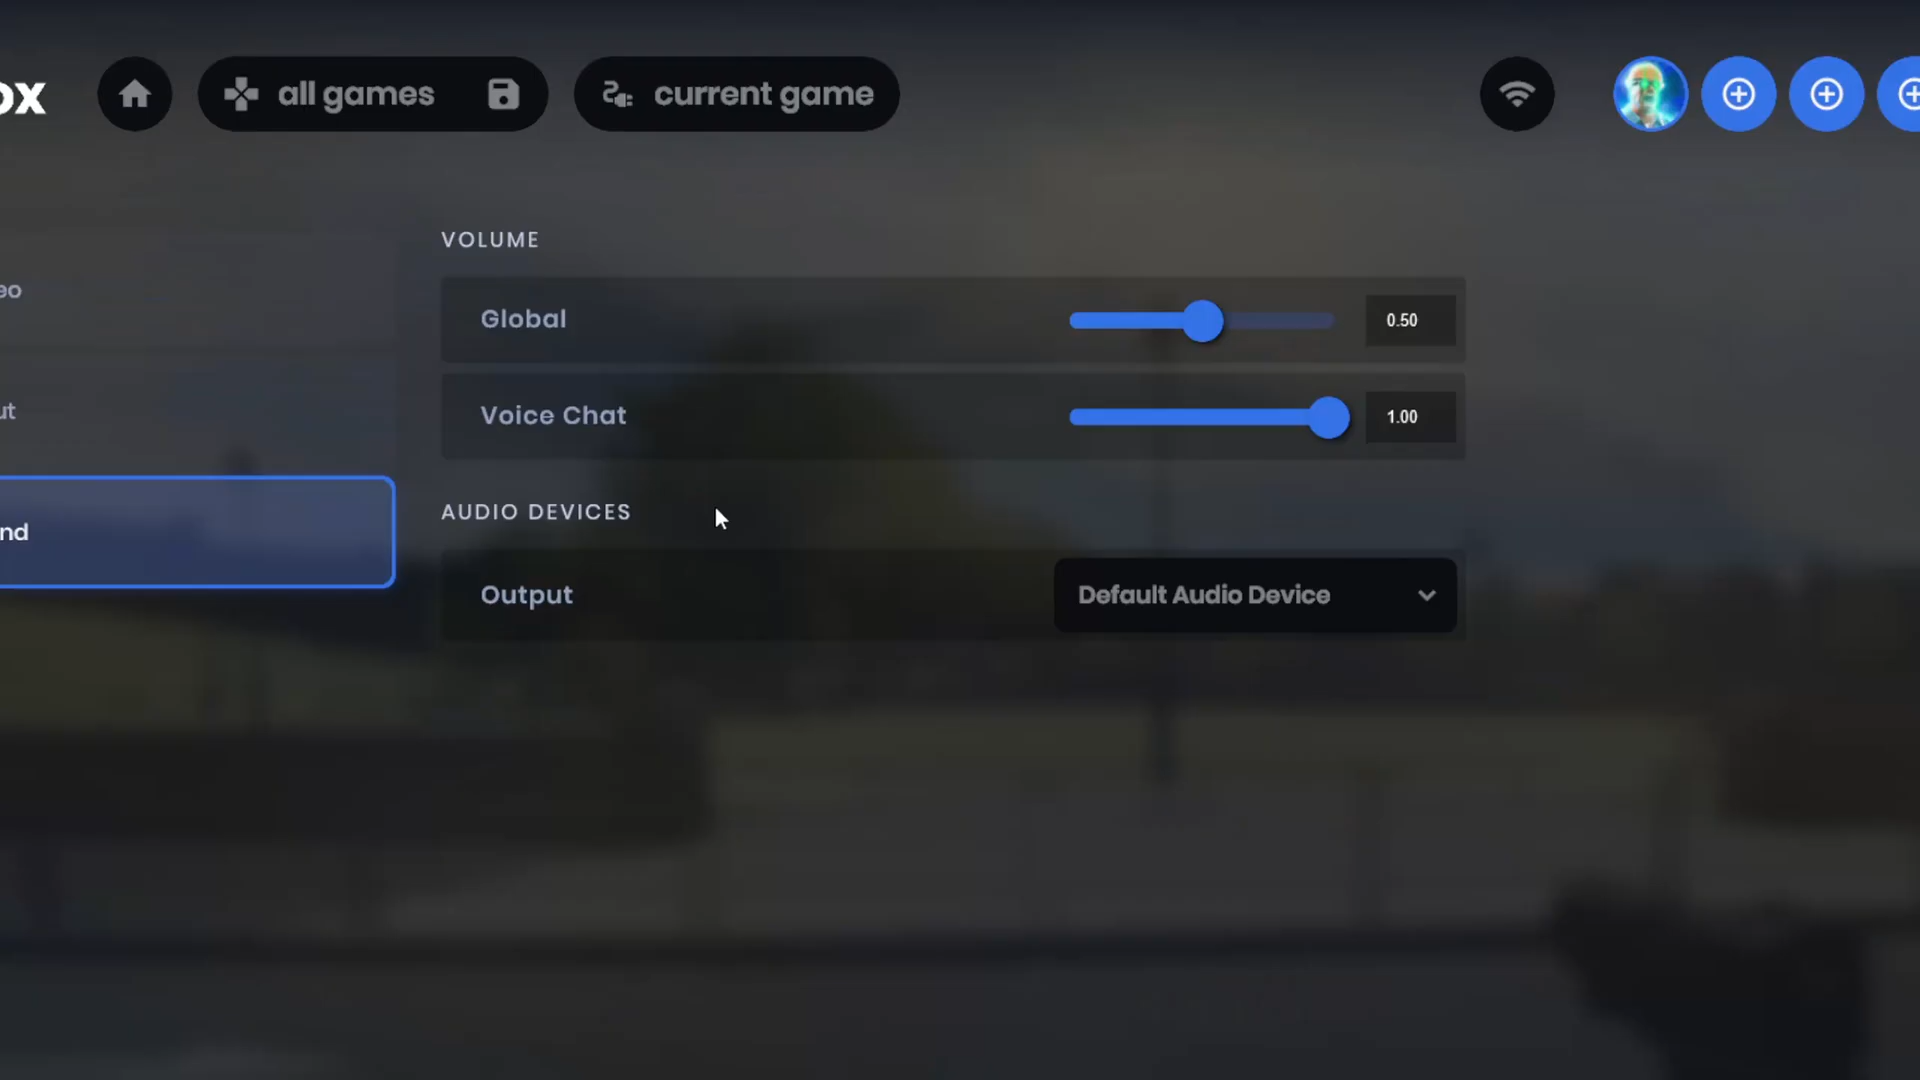 ox
all games
current game
VOLUME
eo
Global
0.50
ut
Voice Chat
1.00
AUDIO DEVICES
nd
Output
Default Audio Device